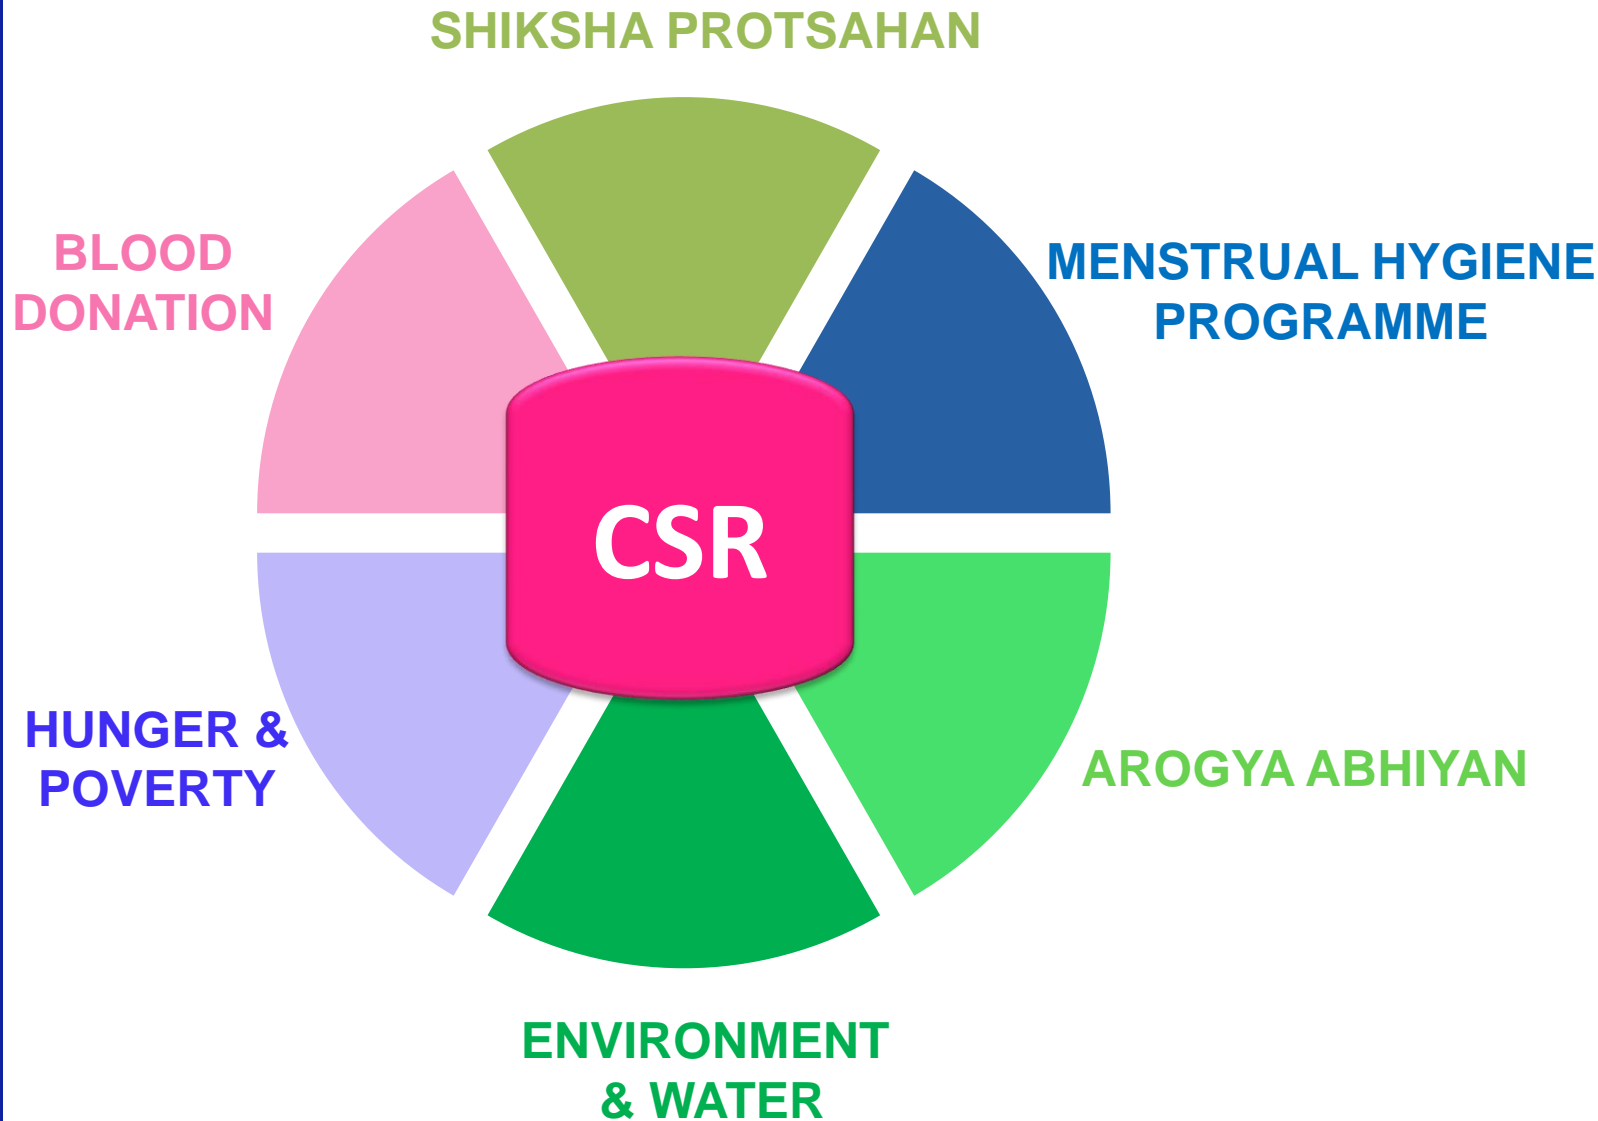 SHIKSHA PROTSAHAN
BLOOD
DONATION
MENSTRUAL HYGIENE
PROGRAMME
CSR
HUNGER &
POVERTY
AROGYA ABHIYAN
ENVIRONMENT
& WATER